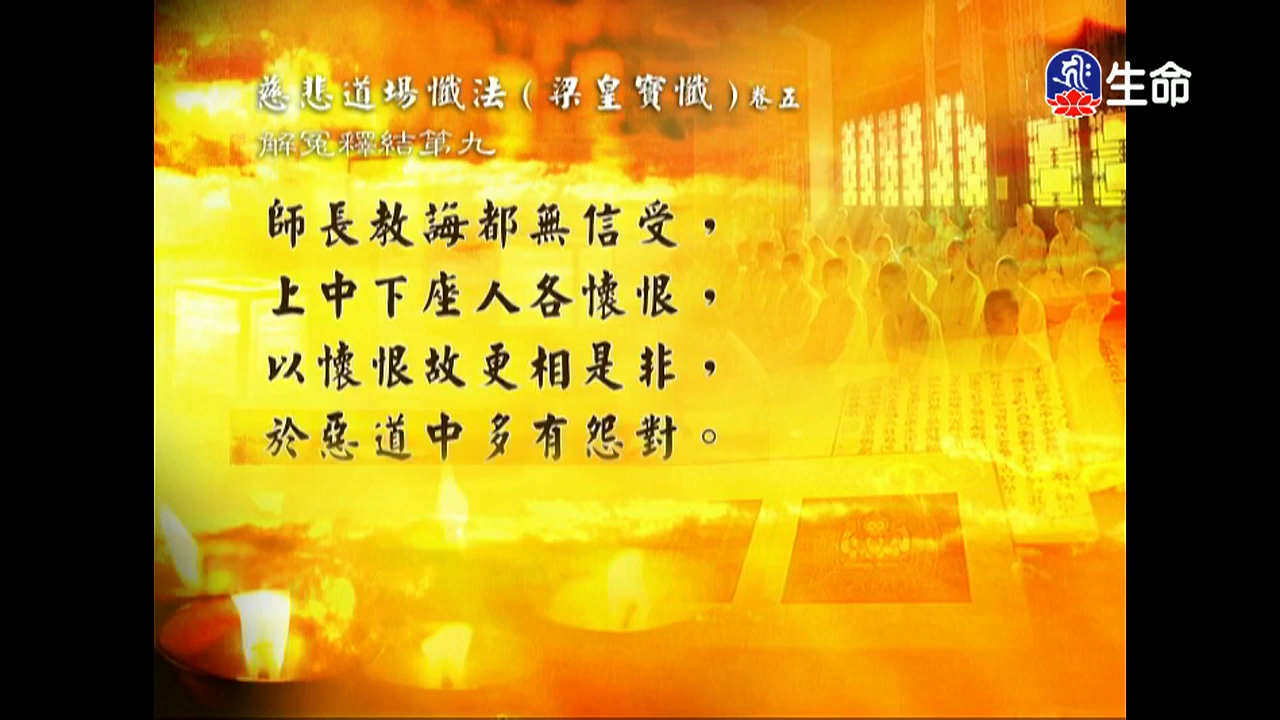 慈悲道場懺法（梁皇寶懺）卷五
生命
解冤釋結第九
師長教誨都無信受，
上中下座人各懷恨，
以懷恨故更相是非，
於惡道中多有怨對。